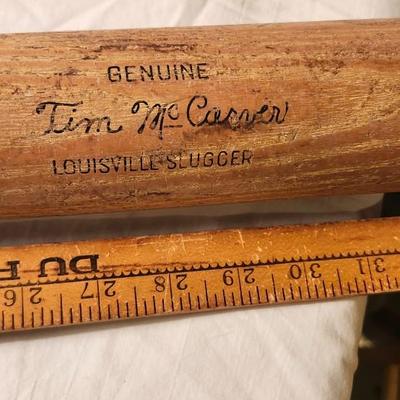 GENUINE
Tim McCarver
LOUISVILLE SLUGGER
DU
26 27 28 29 30 31